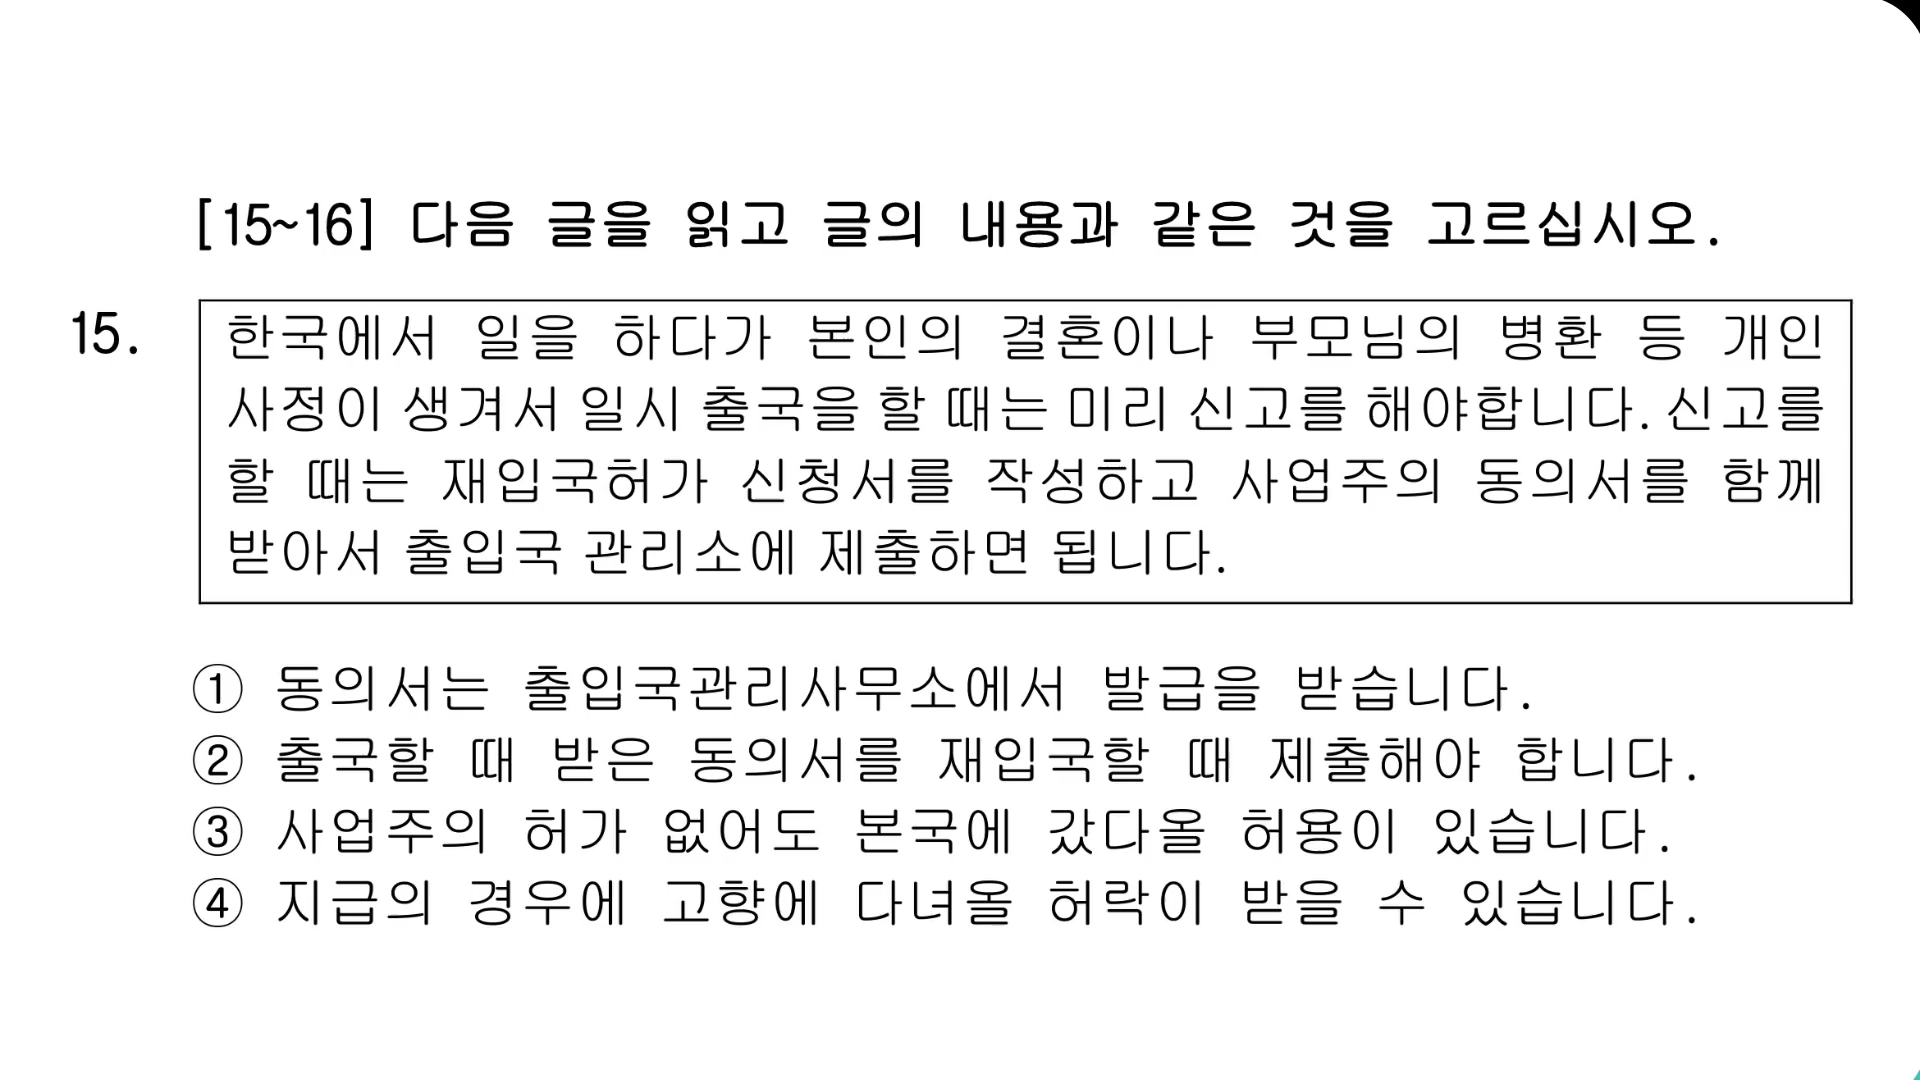 [15~16] 다음 글을 읽고 글의 내용과 같은 것을 고르십시오.
15.
한국에서 일을 하다가 본인의 결혼이나 부모님의 병환 등 개인
사정이 생겨서 일시 출국을 할 때는 미리 신고를 해야합니다. 신고를
할 때는 재입국허가 신청서를 작성하고 사업주의 동의서를 함께
받아서 출입국 관리소에 제출하면 됩니다.
① 동의서는 출입국관리사무소에서 발급을 받습니다.
② 출국할 때 받은 동의서를 재입국할 때 제출해야 합니다.
③ 사업주의 허가 없어도 본국에 갔다올 허용이 있습니다.
④ 지급의 경우에 고향에 다녀올 허락이 받을 수 있습니다.